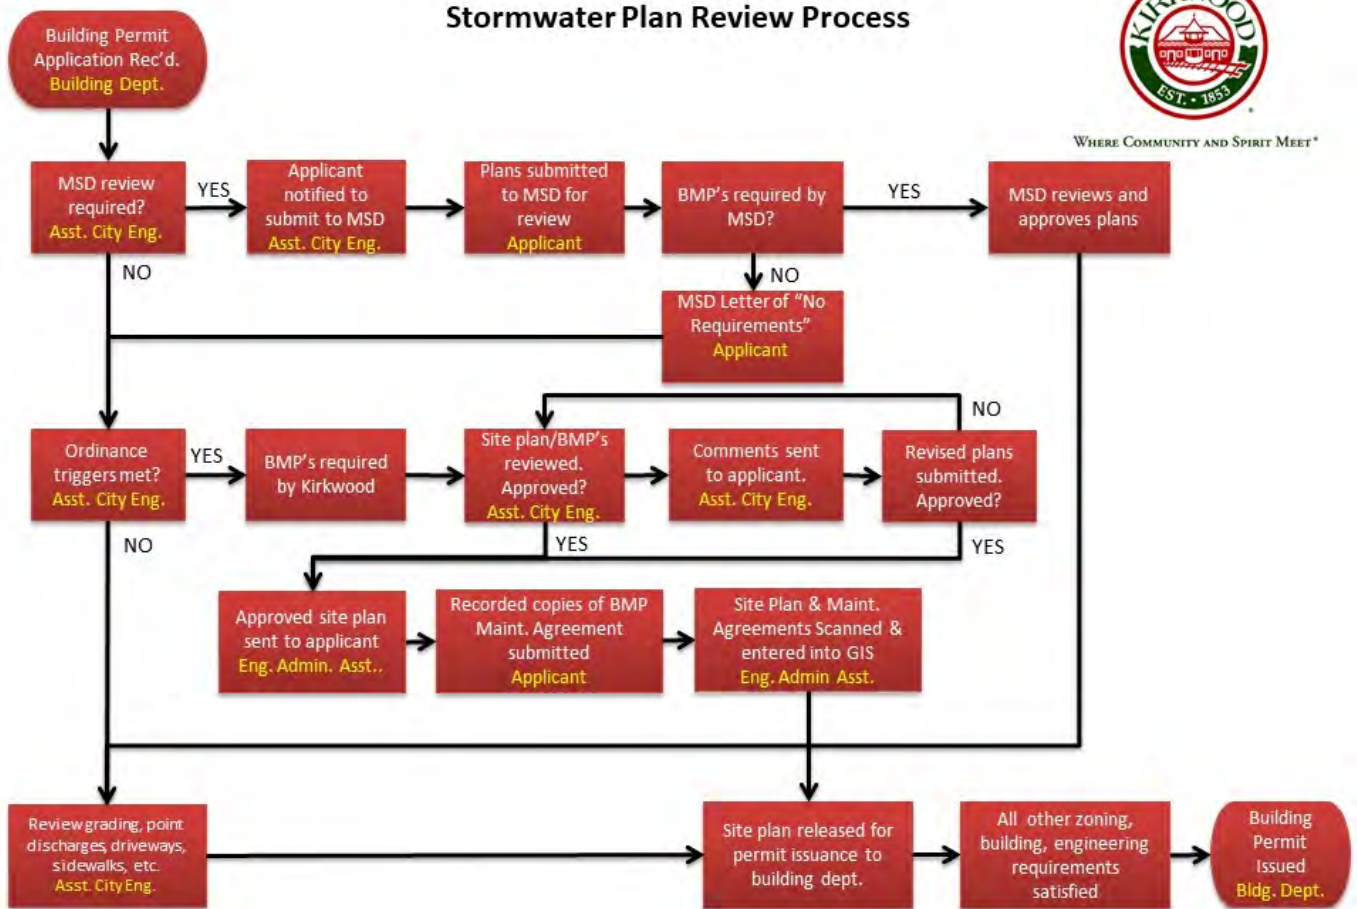 Stormwater Plan Review Process
KIRKWOOD
EST. • 1853
WHERE COMMUNITY AND SPIRIT MEET
Building Permit
Application Rec'd.
Building Dept.
MSD review
required?
Asst. City Eng.
YES
Applicant
notified to
submit to MSD
Asst. City Eng.
Plans submitted
to MSD for
review
Applicant
BMP's required by
MSD?
YES
MSD reviews and
approves plans
NO
NO
MSD Letter of “No
Requirements”
Applicant
Ordinance
triggers met?
Asst. City Eng.
YES
BMP's required
by Kirkwood
Site plan/BMP's
reviewed.
Approved?
Asst. City Eng.
Comments sent
to applicant.
Asst. City Eng.
Revised plans
submitted.
Approved?
NO
NO
YES
YES
Approved site plan
sent to applicant
Eng. Admin. Asst..
Recorded copies of BMP
Maint. Agreement
submitted
Applicant
Site Plan & Maint.
Agreements Scanned &
entered into GIS
Eng. Admin Asst.
Review grading, point
discharges, driveways,
sidewalks, etc.
Asst. City Eng.
Site plan released for
permit issuance to
building dept.
All other zoning,
building, engineering
requirements
satisfied
Building
Permit
Issued
Bldg. Dept.